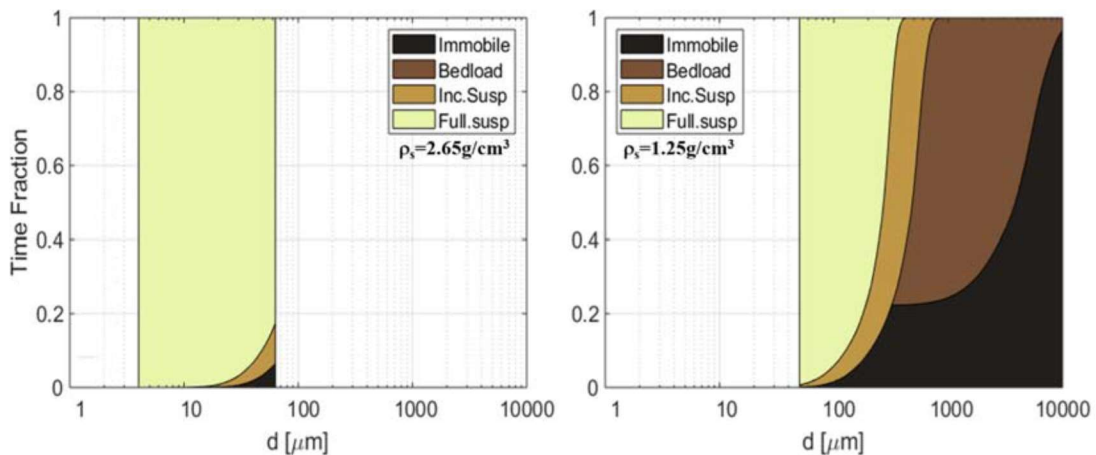 1
0.8
0.6
0.4
0.2
0
Time Fraction
1 10 100 1000 10000
d [μm]
Immobile
Bedload
Inc.Susp
Full.susp
ρs=2.65g/cm³
1
0.8
0.6
0.4
0.2
0
1 100 1000 10000
d [μm]
Immobile
Bedload
Inc.Susp
Full.susp
ρs=1.25g/cm³